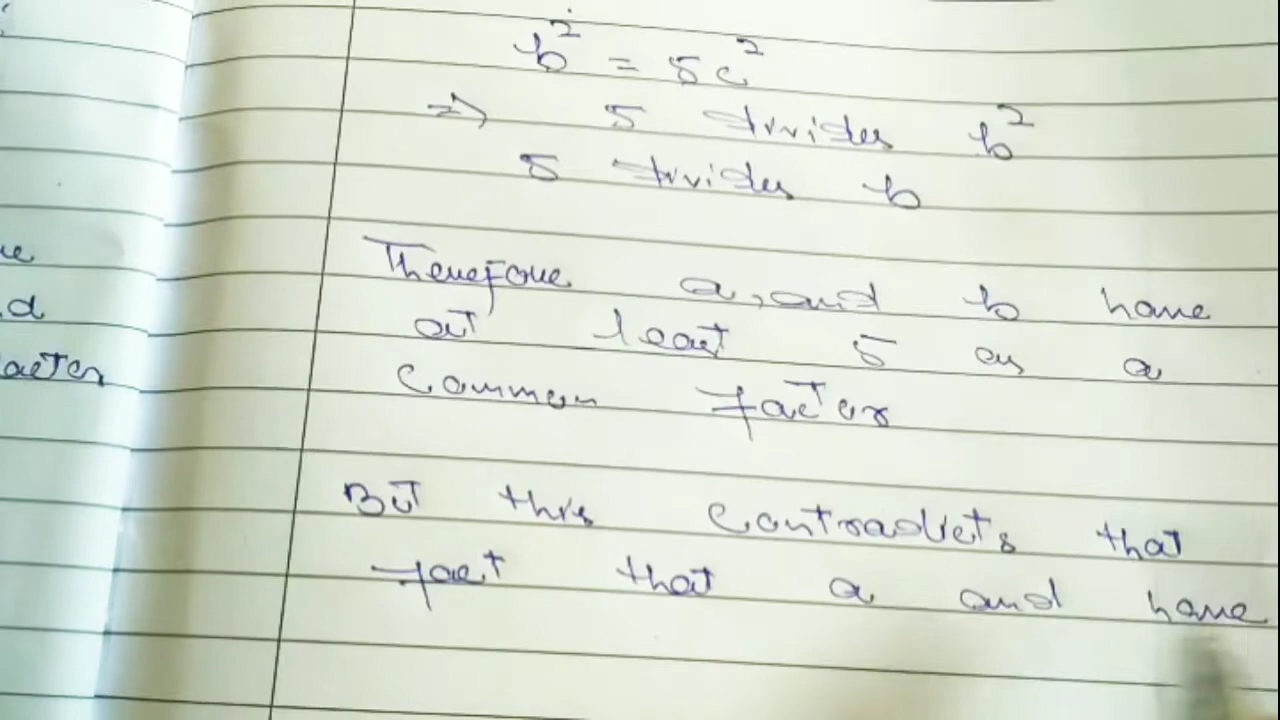 b² = 5c²
=> 5 divides b²
5 divides b
Therefore a, and b have
at least 5 as a
common factor
But this contradicts that
fact that a and have
d